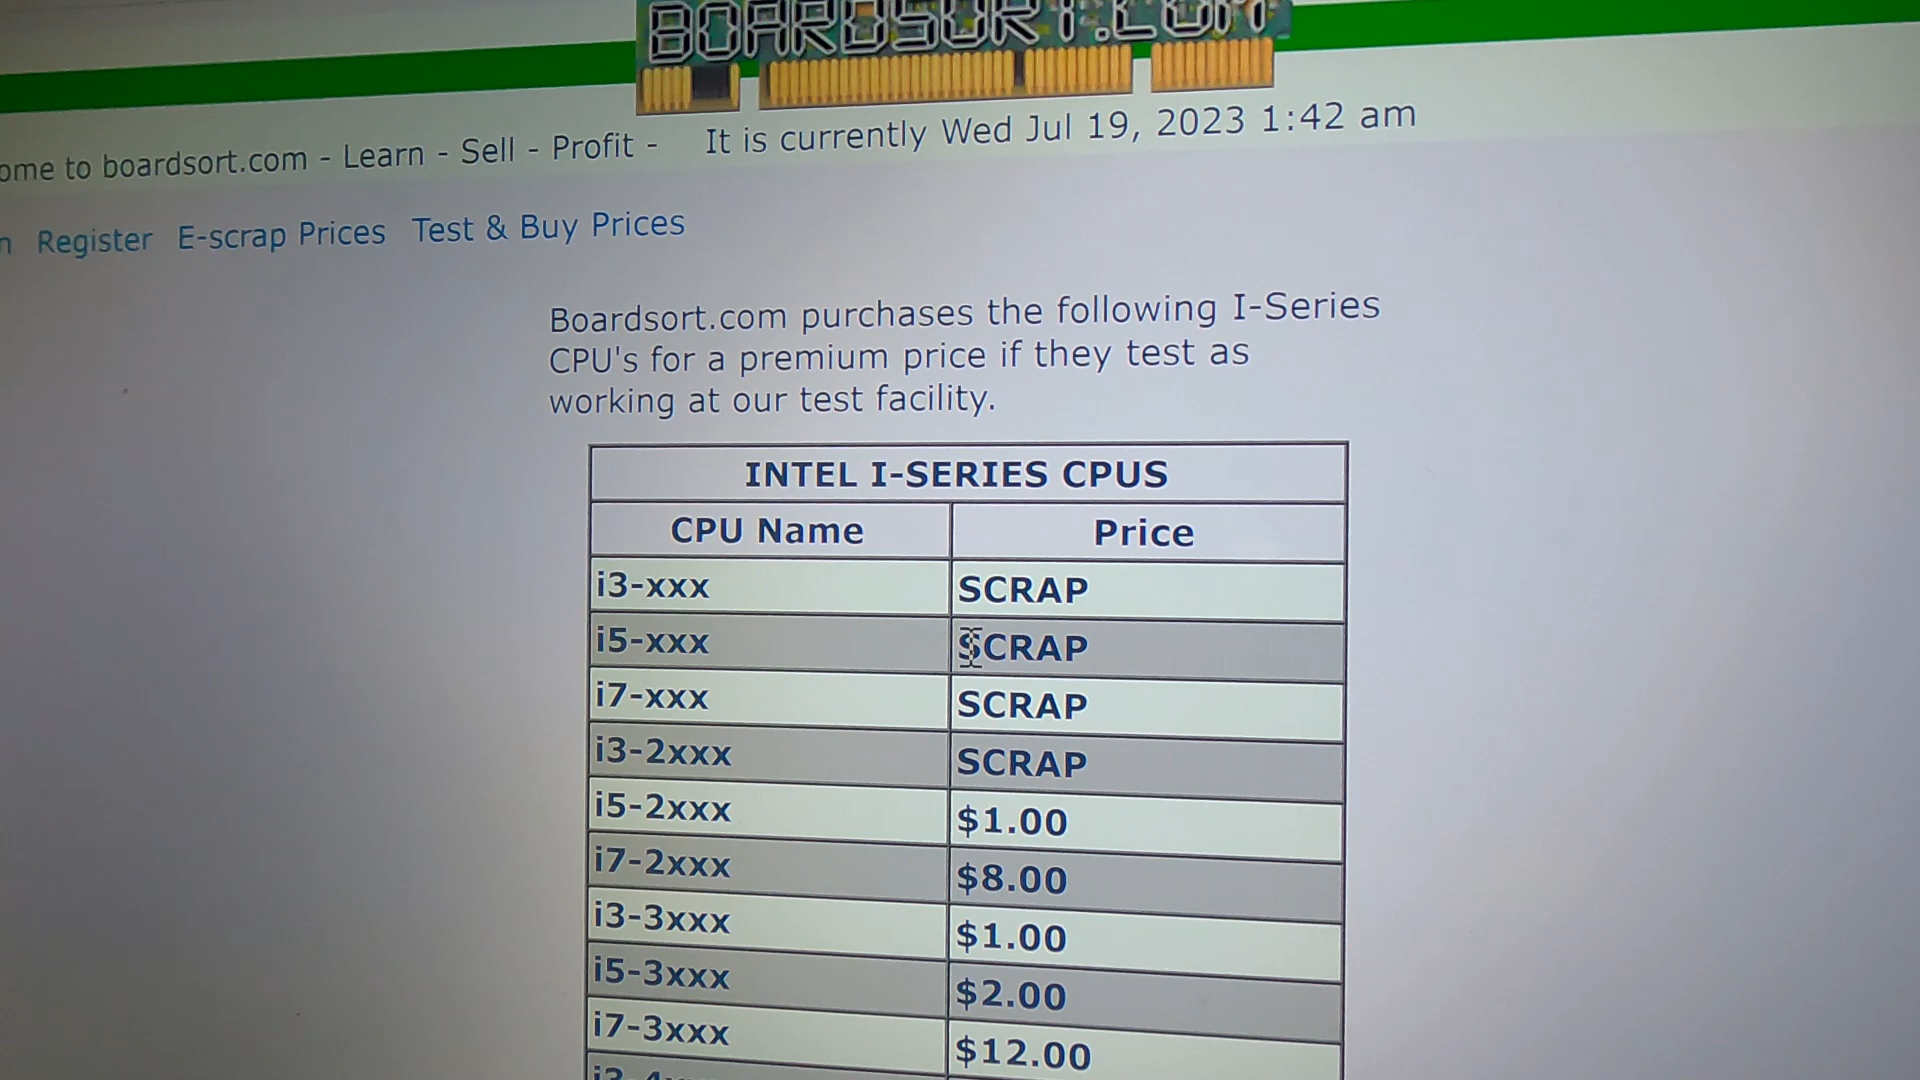 BOARDSORT.COM
to boardsort.com - Learn - Sell - Profit - It is currently Wed Jul 19, 2023 1:42 am
Register E-scrap Prices Test & Buy Prices
Boardsort.com purchases the following I-Series
CPU's for a premium price if they test as
working at our test facility.
INTEL I-SERIES CPUS
CPU Name Price
i3-xxx SCRAP
i5-xxx SCRAP
i7-xxx SCRAP
i3-2xxx SCRAP
i5-2xxx $1.00
i7-2xxx $8.00
i3-3xxx $1.00
i5-3xxx $2.00
i7-3xxx $12.00